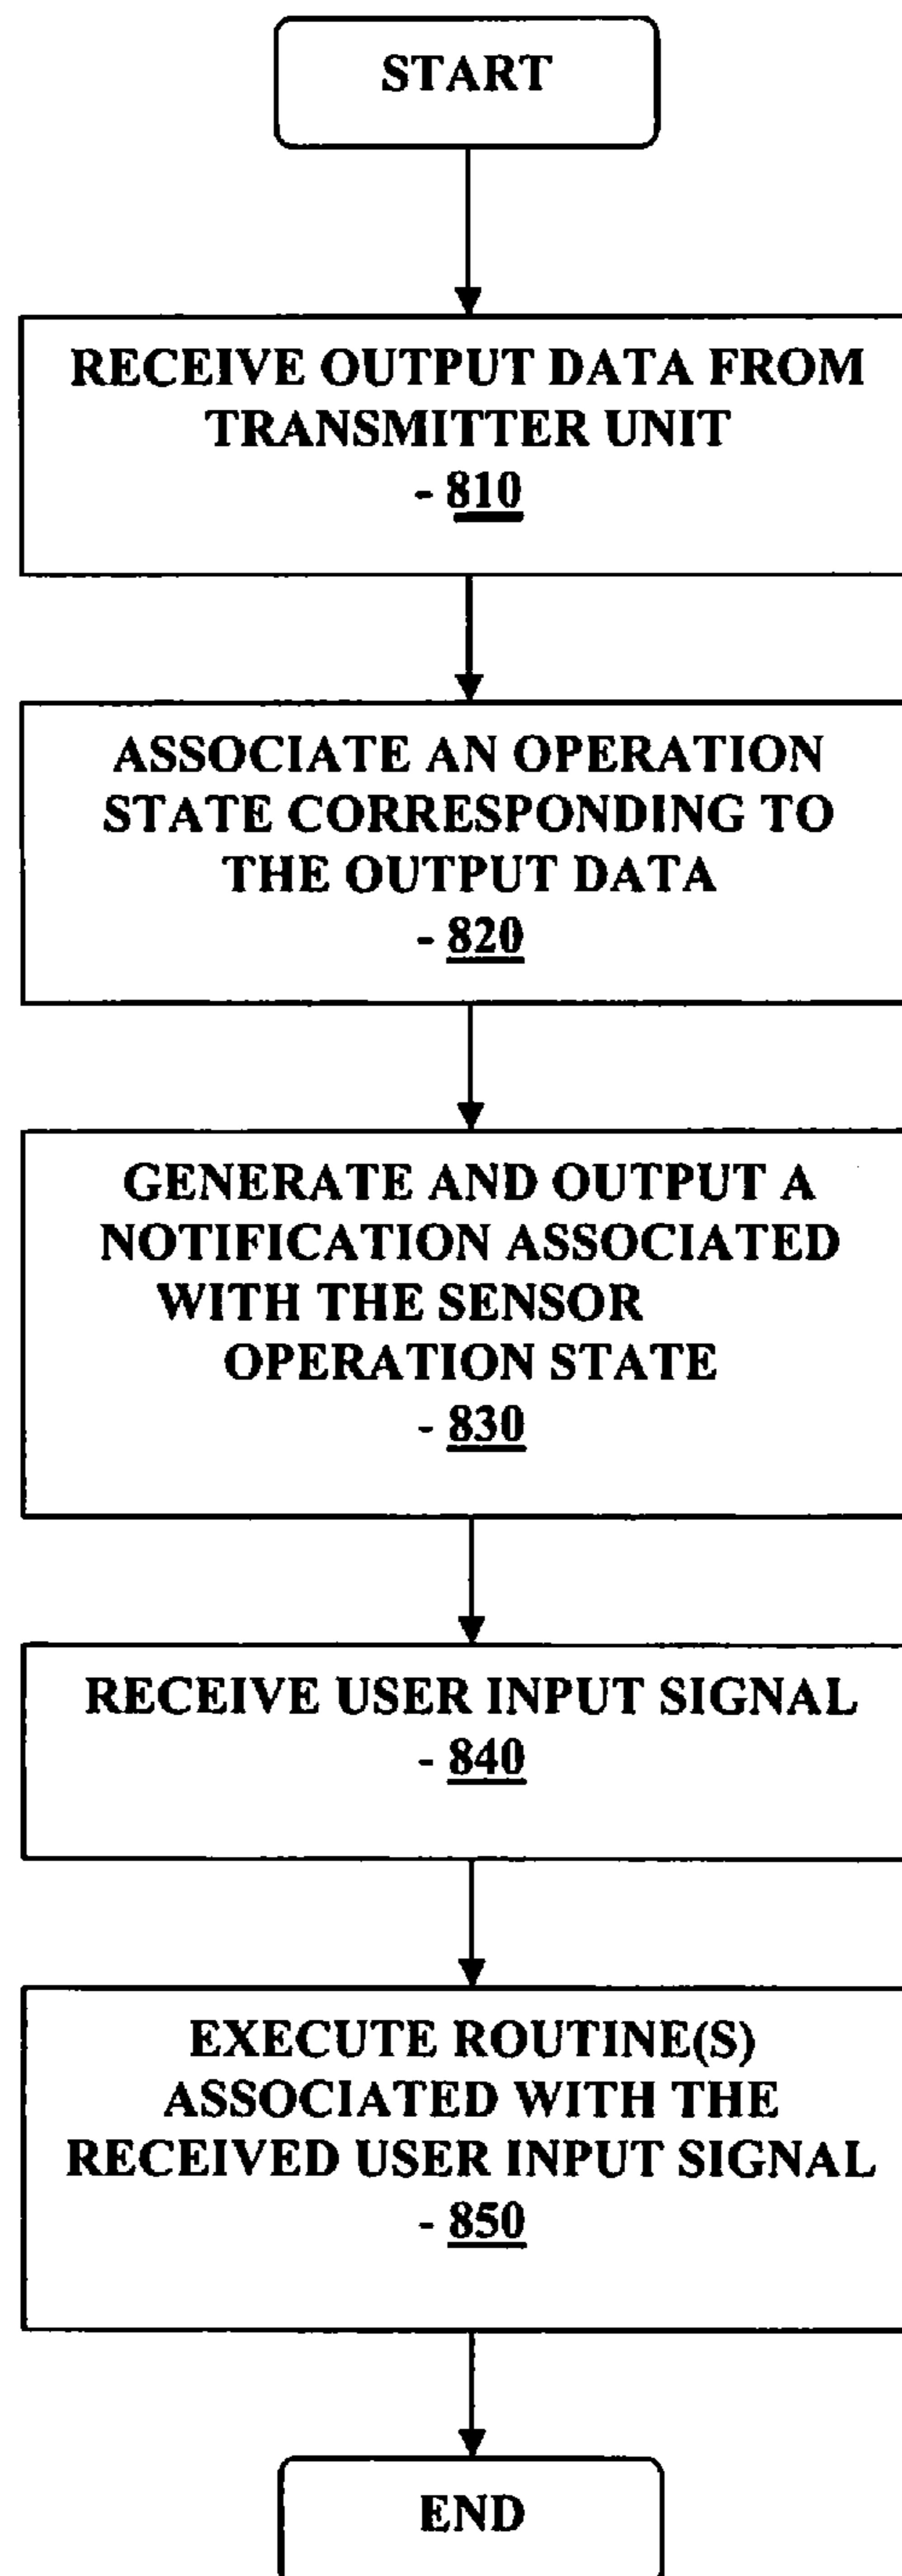 START
RECEIVE OUTPUT DATA FROM
TRANSMITTER UNIT
- 810
ASSOCIATE AN OPERATION
STATE CORRESPONDING TO
THE OUTPUT DATA
- 820
GENERATE AND OUTPUT A
NOTIFICATION ASSOCIATED
WITH THE SENSOR
OPERATION STATE
- 830
RECEIVE USER INPUT SIGNAL
- 840
EXECUTE ROUTINE(S)
ASSOCIATED WITH THE
RECEIVED USER INPUT SIGNAL
- 850
END